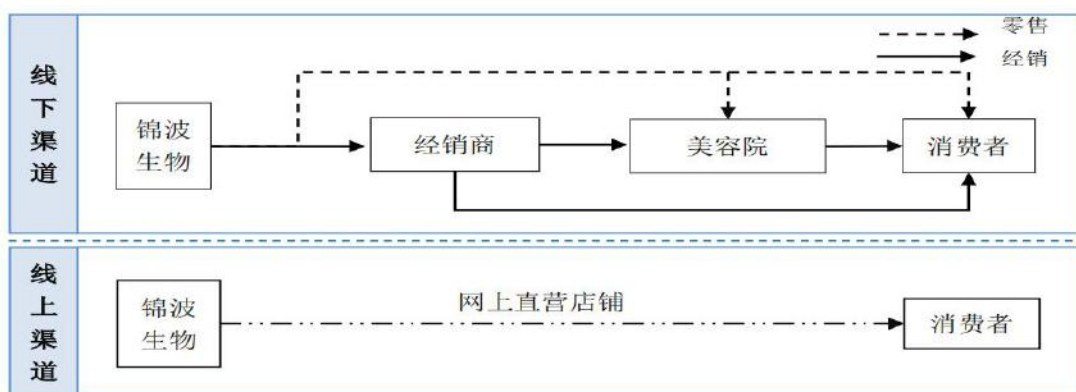 零售
经销
线下渠道
锦波
生物
经销商
美容院
消费者
线上渠道
锦波
生物
网上直营店铺
消费者